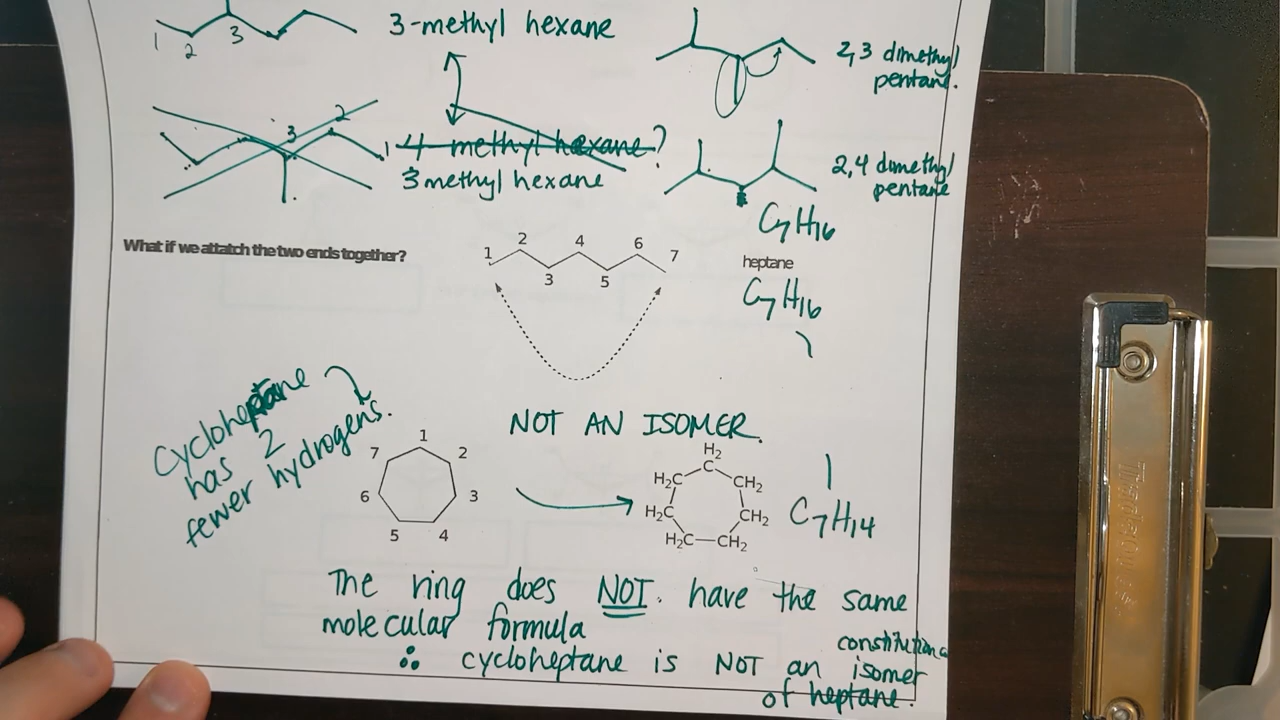 3-methyl hexane
1
2
3
2,3 dimethyl
pentane.
2
3
1
4 methyl hexane?
3 methyl hexane
2,4 dimethyl
pentane
C7H16
What if we attatch the two ends together?
1
2
3
4
5
6
7
heptane
C7H16
Cycloheptane
has 2
fewer hydrogens.
NOT AN ISOMER.
1
2
3
4
5
6
7
H2
C
H2C
CH2
H2C
CH2
H2C
CH2
C7H14
The ring does NOT have the same
molecular formula
∴ cycloheptane is NOT an constitutional isomer
of heptane.